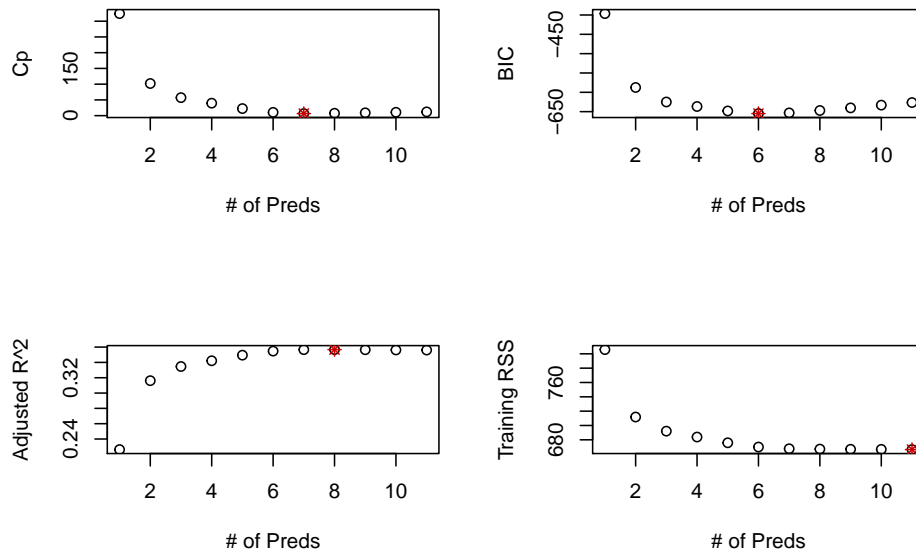 Cp
150
0
2 4 6 8 10
# of Preds
BIC
−450
−650
2 4 6 8 10
# of Preds
Adjusted R^2
0.32
0.24
2 4 6 8 10
# of Preds
Training RSS
760
680
2 4 6 8 10
# of Preds